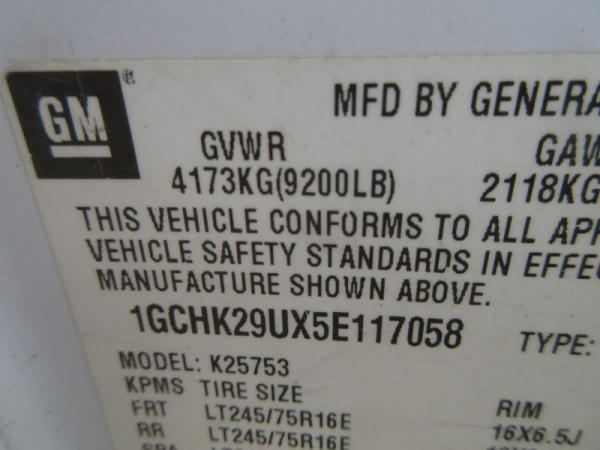 GM ®
MFD BY GENERA
GVWR GAW
4173KG(9200LB) 2118KG
THIS VEHICLE CONFORMS TO ALL APP
VEHICLE SAFETY STANDARDS IN EFFE
MANUFACTURE SHOWN ABOVE.
1GCHK29UX5E117058 TYPE:
MODEL: K25753
KPMS TIRE SIZE RIM
FRT LT245/75R16E 16X6.5J
RR LT245/75R16E